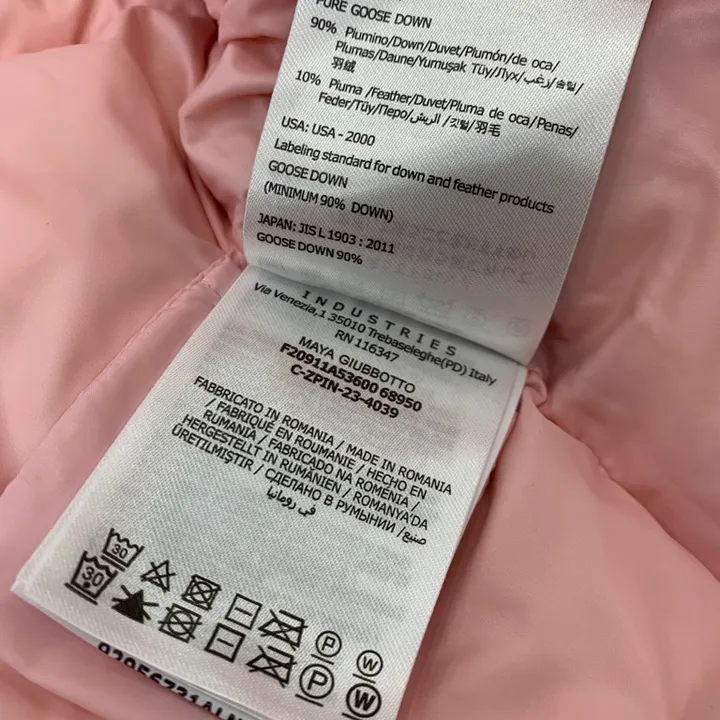 PURE GOOSE DOWN
90% Plumino/Down/Duvet/Plumón/de oca/
Plumas/Daune/Yumuşak Tüy/Пух/زغب/솜털/
羽绒
10% Piuma /Feather/Duvet/Pluma de oca/Penas/
Feder/Tüy/Перо/الريش/깃털/羽毛
USA: USA - 2000
Labeling standard for down and feather products
GOOSE DOWN
(MINIMUM 90% DOWN)
JAPAN: JIS L 1903 : 2011
GOOSE DOWN 90%
INDUSTRIES
Via Venezia,1 35010 Trebaseleghe(PD) Italy
RN 116347
MAYA GIUBBOTTO
F20911A53600 68950
C-ZPIN-23-4039
FABBRICATO IN ROMANIA / MADE IN ROMANIA
/ FABRIQUÉ EN ROUMANIE / HECHO EN
RUMANÍA / FABRICADO NA ROMÉNIA /
HERGESTELLT IN RUMÄNIEN / ROMANYA'DA
ÜRETILMIŞTIR / СДЕЛАНО В РУМЫНИИ / صنع
في رومانيا
30 P W
30 P W